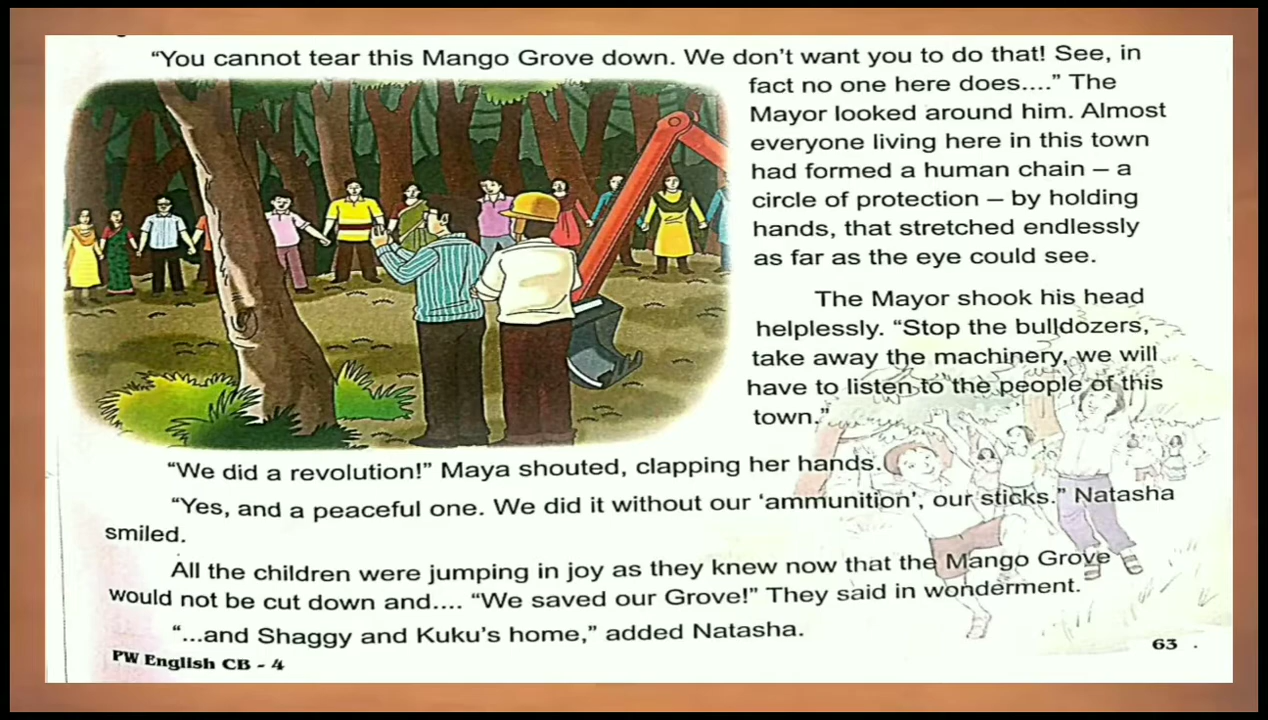 “You cannot tear this Mango Grove down. We don’t want you to do that! See, in
fact no one here does....” The
Mayor looked around him. Almost
everyone living here in this town
had formed a human chain – a
circle of protection – by holding
hands, that stretched endlessly
as far as the eye could see.
The Mayor shook his head
helplessly. “Stop the bulldozers,
take away the machinery, we will
have to listen to the people of this
town.”
“We did a revolution!” Maya shouted, clapping her hands.
“Yes, and a peaceful one. We did it without our ‘ammunition’, our sticks.” Natasha
smiled.
All the children were jumping in joy as they knew now that the Mango Grove
would not be cut down and.... “We saved our Grove!” They said in wonderment.
“...and Shaggy and Kuku’s home,” added Natasha.
PW English CB - 4
63